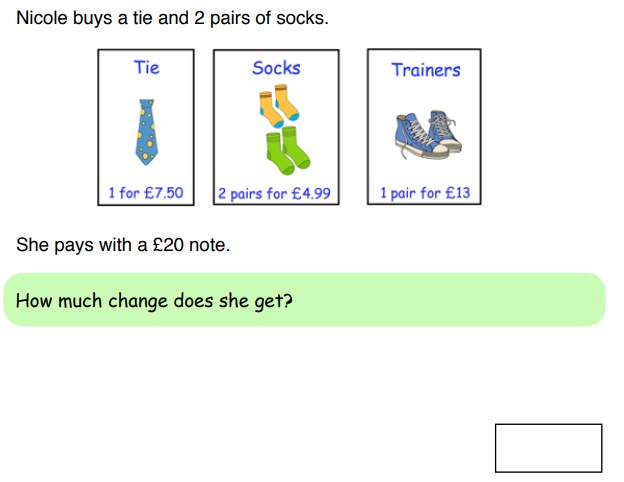 Nicole buys a tie and 2 pairs of socks.
Tie
Socks
Trainers
1 for £7.50
2 pairs for £4.99
1 pair for £13
She pays with a £20 note.
How much change does she get?